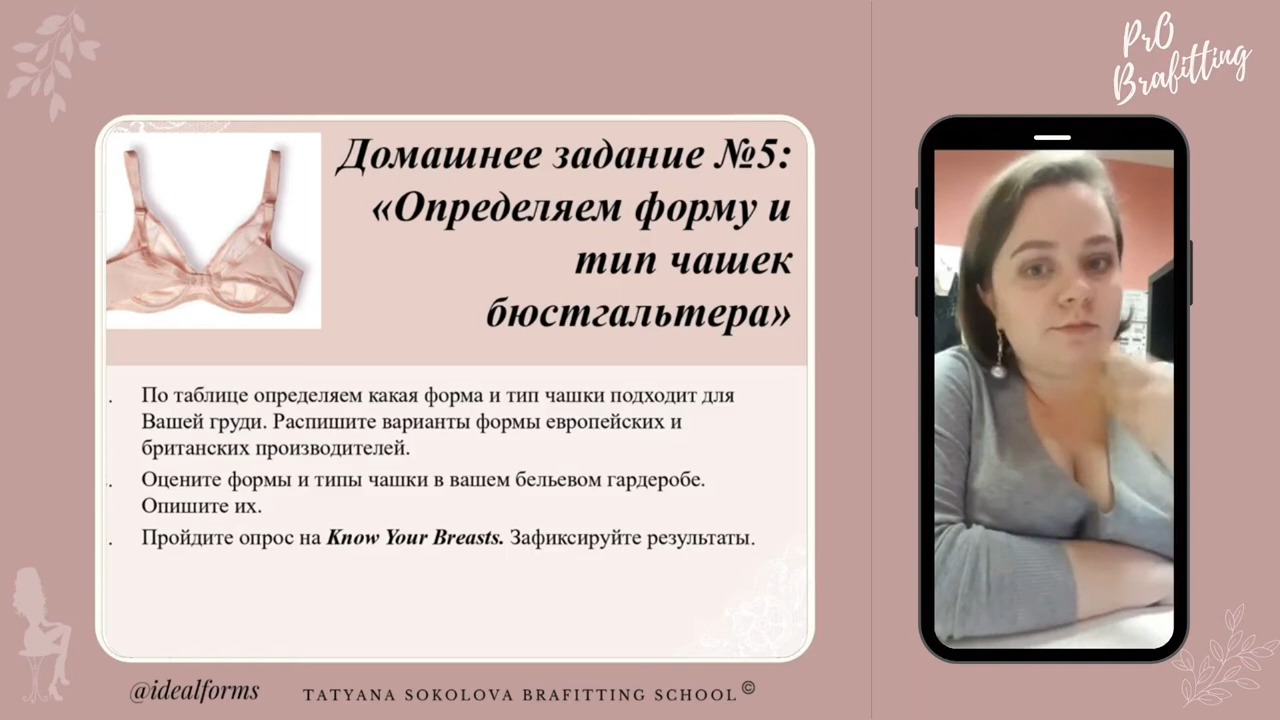 PrO
Brafitting
Домашнее задание №5:
«Определяем форму и
тип чашек
бюстгальтера»
По таблице определяем какая форма и тип чашки подходит для
Вашей груди. Распишите варианты формы европейских и
британских производителей.
Оцените формы и типы чашки в вашем бельевом гардеробе.
Опишите их.
Пройдите опрос на Know Your Breasts. Зафиксируйте результаты.
@idealforms
TATYANA SOKOLOVA BRAFITTING SCHOOL©